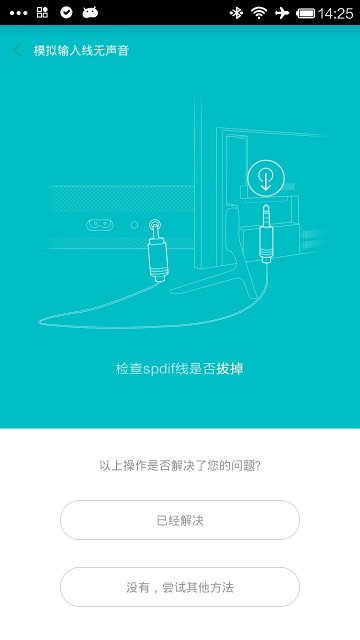 14:25
模拟输入线无声音
检查spdif线是否拔掉
以上操作是否解决了您的问题?
已经解决
没有，尝试其他方法